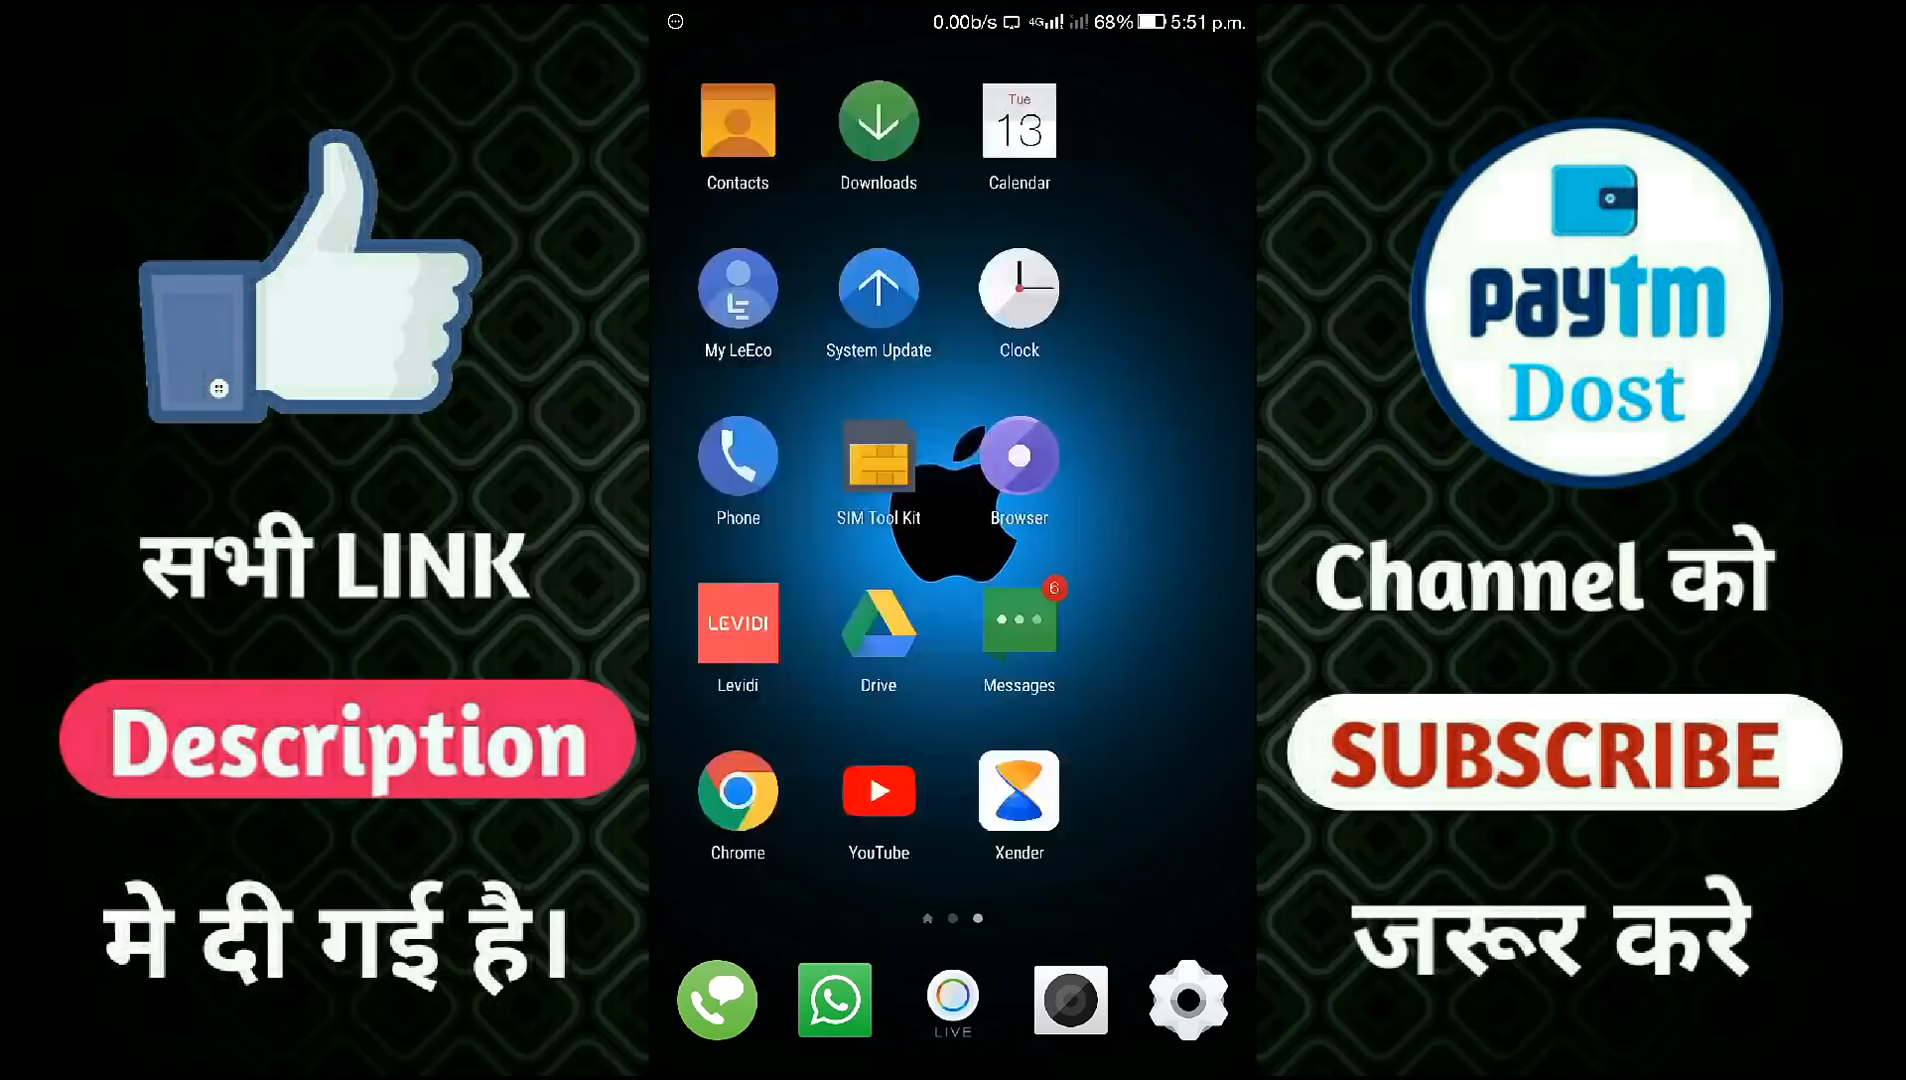 0.00b/s 4G 68% 5:51 p.m.
Tue
13
Contacts Downloads Calendar
My LeEco System Update Clock
Phone SIM Tool Kit Browser
LEVIDI
6
Levidi Drive Messages
Chrome YouTube Xender
LIVE
सभी LINK
Description
मे दी गई है।
paytm
Dost
Channel को
SUBSCRIBE
जरूर करे